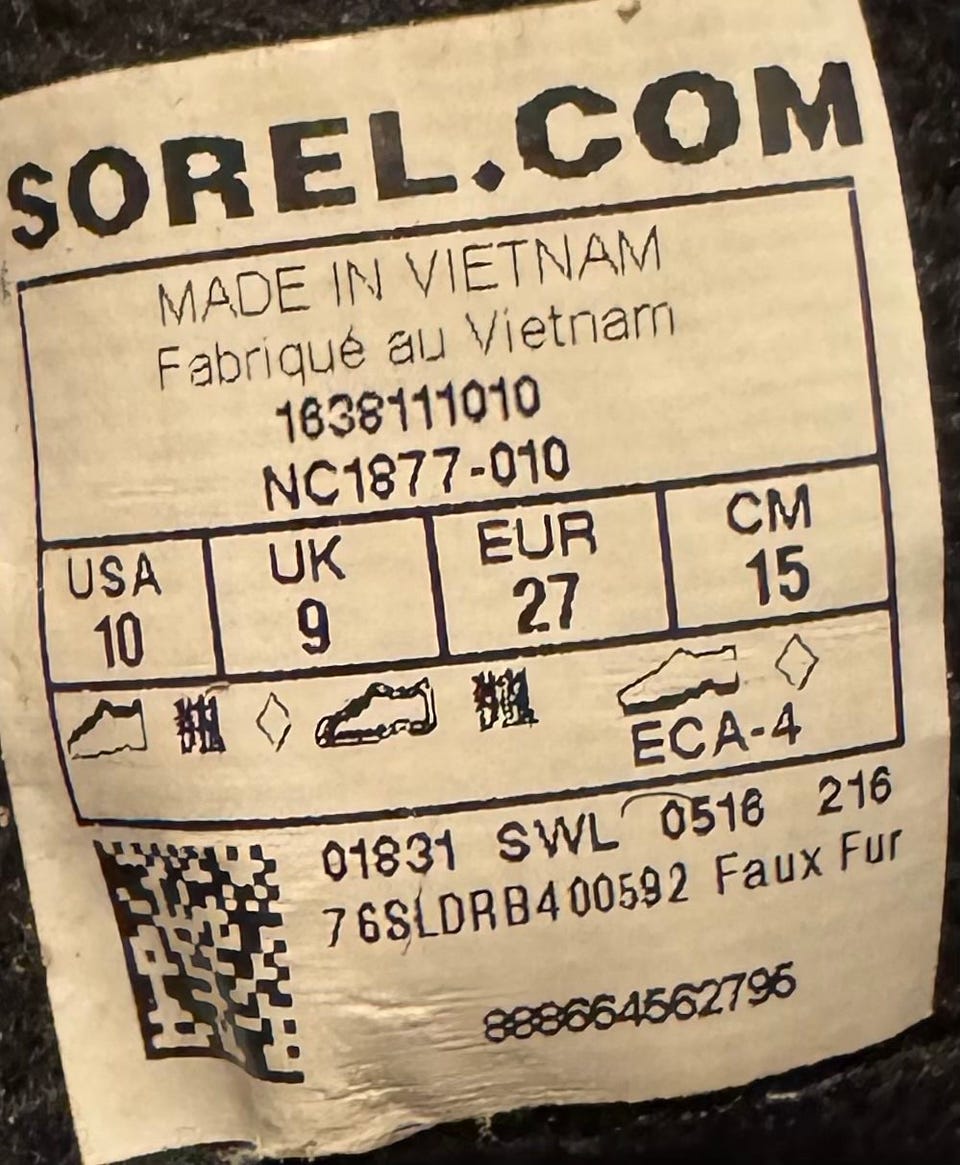 SOREL.COM
MADE IN VIETNAM
Fabriqué au Vietnam
1638111010
NC1877-010
USA UK EUR CM
10 9 27 15
ECA-4
01831 SWL 0516 216
76SLDRB400592 Faux Fur
888664562795